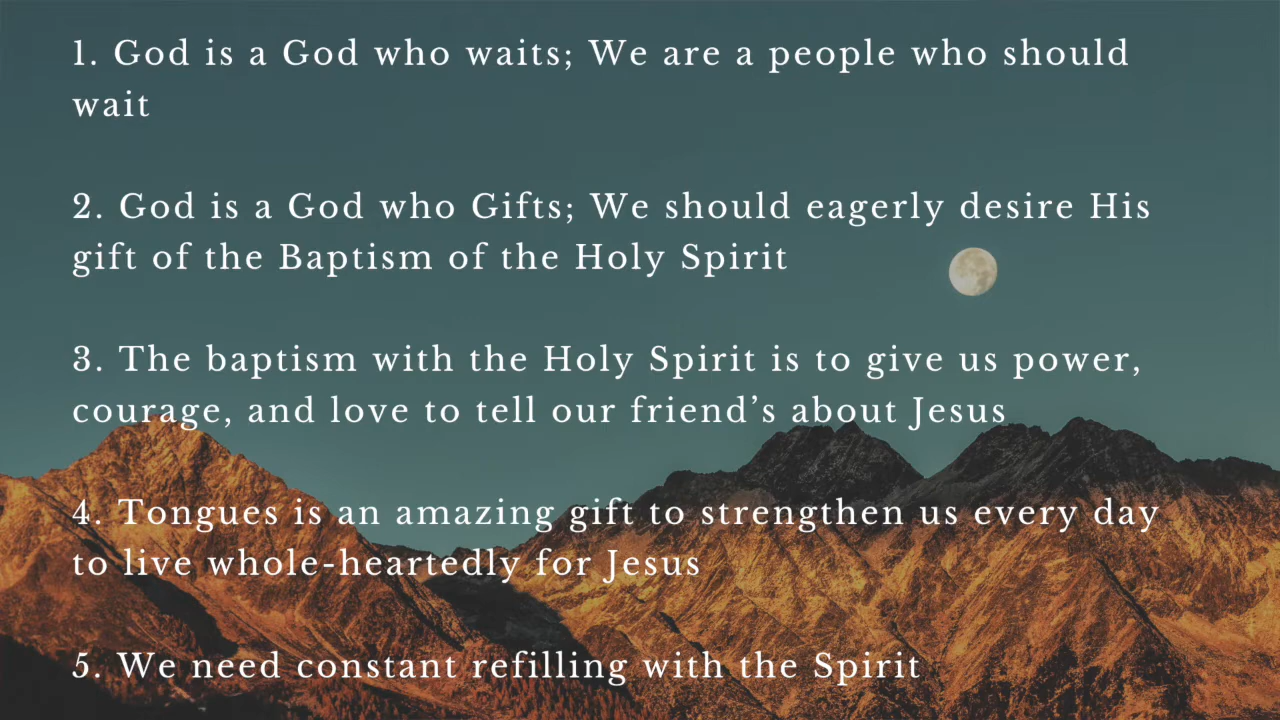 1. God is a God who waits; We are a people who should
wait
2. God is a God who Gifts; We should eagerly desire His
gift of the Baptism of the Holy Spirit
3. The baptism with the Holy Spirit is to give us power,
courage, and love to tell our friend’s about Jesus
4. Tongues is an amazing gift to strengthen us every day
to live whole-heartedly for Jesus
5. We need constant refilling with the Spirit